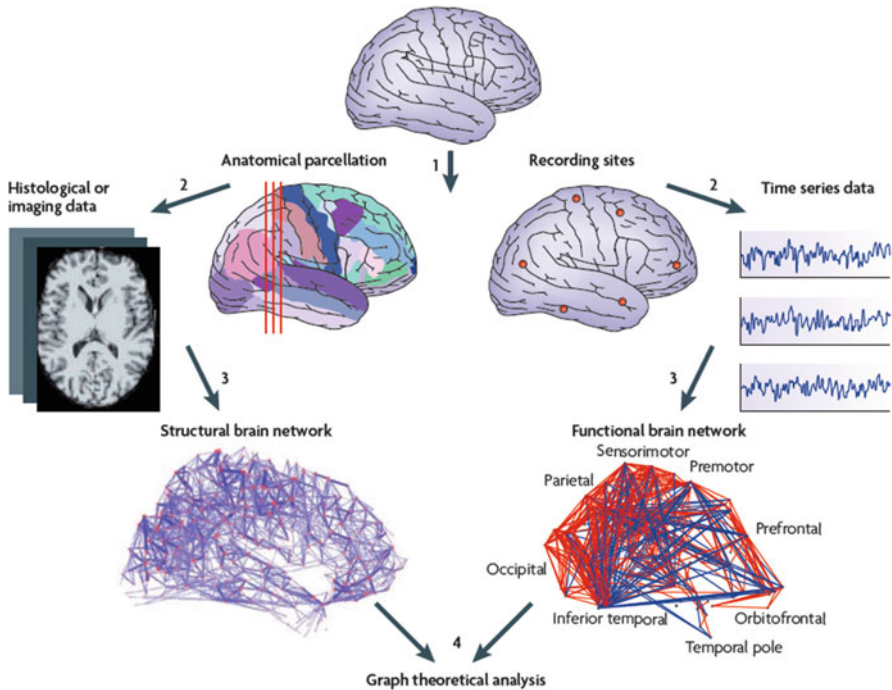 Anatomical parcellation
1
Recording sites
Histological or
imaging data
2
2
Time series data
3
3
Structural brain network
Functional brain network
Sensorimotor
Premotor
Parietal
Prefrontal
Occipital
Inferior temporal
Orbitofrontal
Temporal pole
4
Graph theoretical analysis